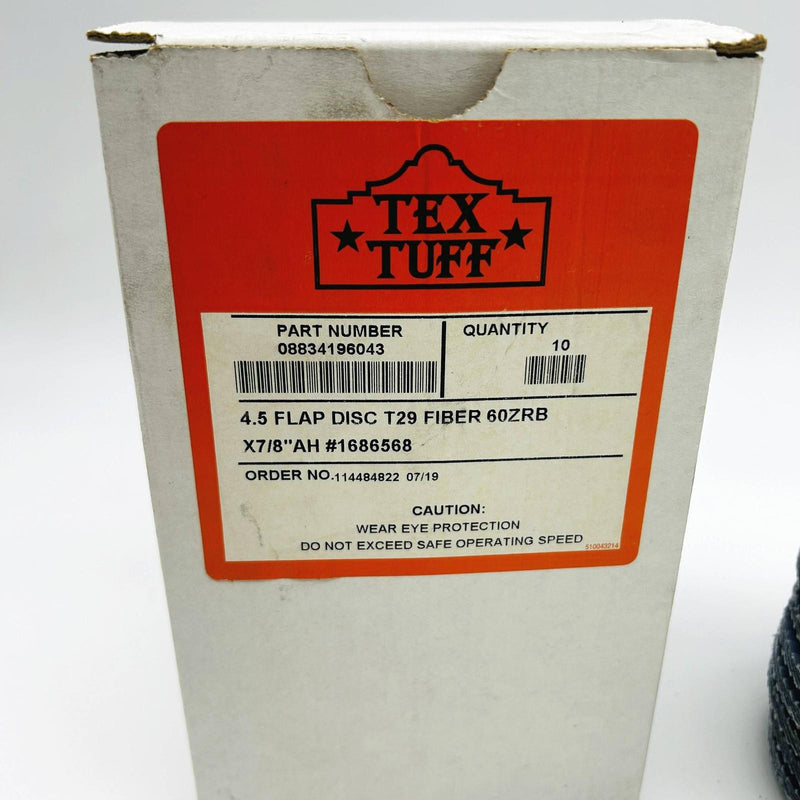 TEX
TUFF
PART NUMBER
08834196043
QUANTITY
10
4.5 FLAP DISC T29 FIBER 60ZRB
X7/8"AH #1686568
ORDER NO.114484822 07/19
CAUTION:
WEAR EYE PROTECTION
DO NOT EXCEED SAFE OPERATING SPEED
510043214